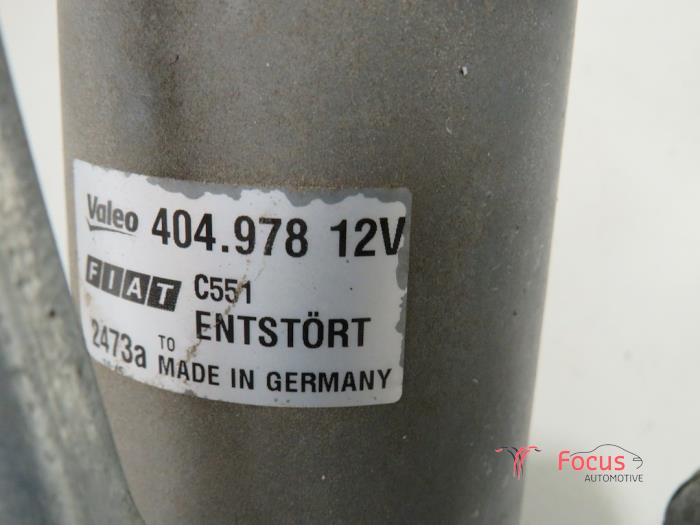 Valeo 404.978 12V
FIAT C551
2473a TO ENTSTÖRT
MADE IN GERMANY
Focus
AUTOMOTIVE